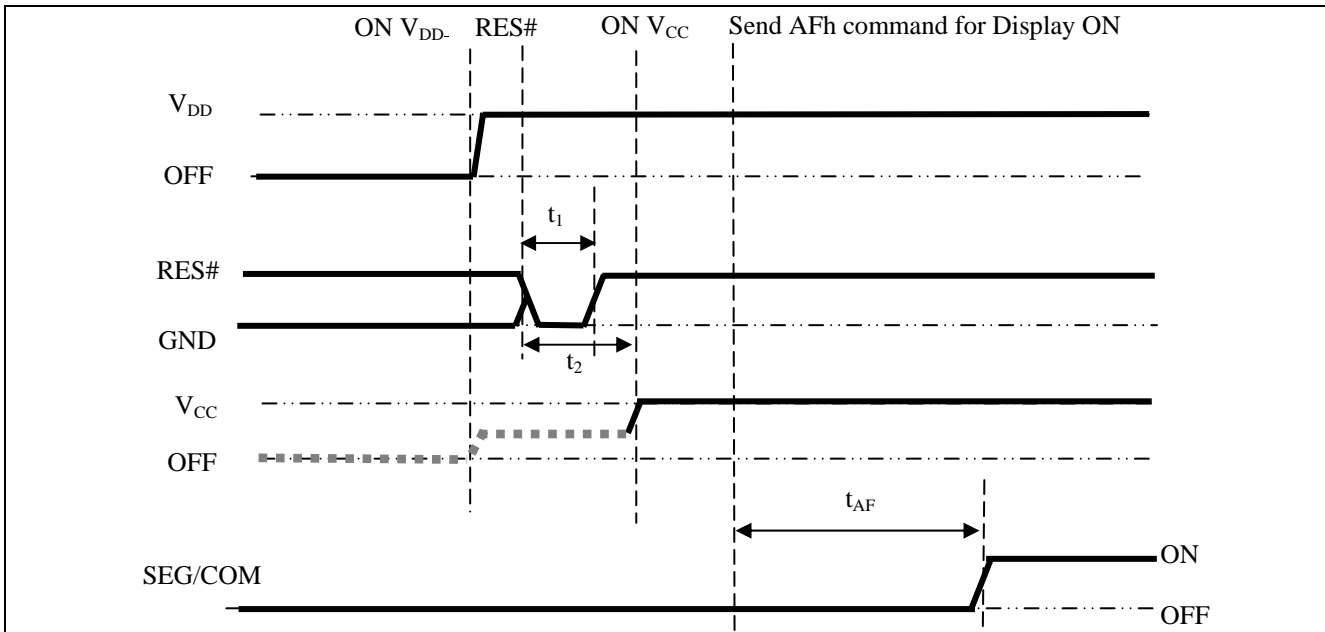 ON VDD- RES# ON VCC Send AFh command for Display ON
VDD
OFF
t1
RES#
GND
t2
VCC
OFF
tAF
ON
SEG/COM
OFF